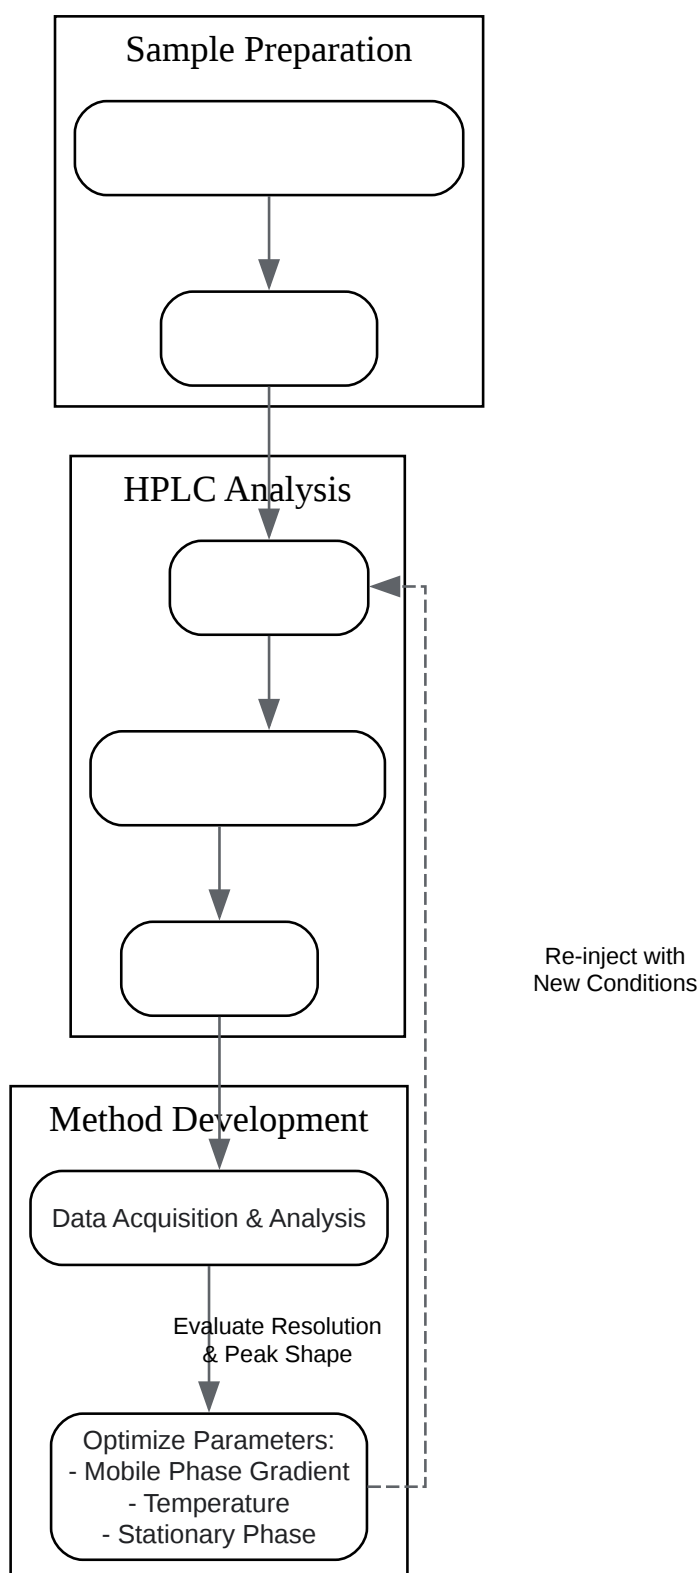 Sample Preparation
HPLC Analysis
Re-inject with
New Conditions
Method Development
Data Acquisition & Analysis
Evaluate Resolution
& Peak Shape
Optimize Parameters:
- Mobile Phase Gradient
- Temperature
- Stationary Phase